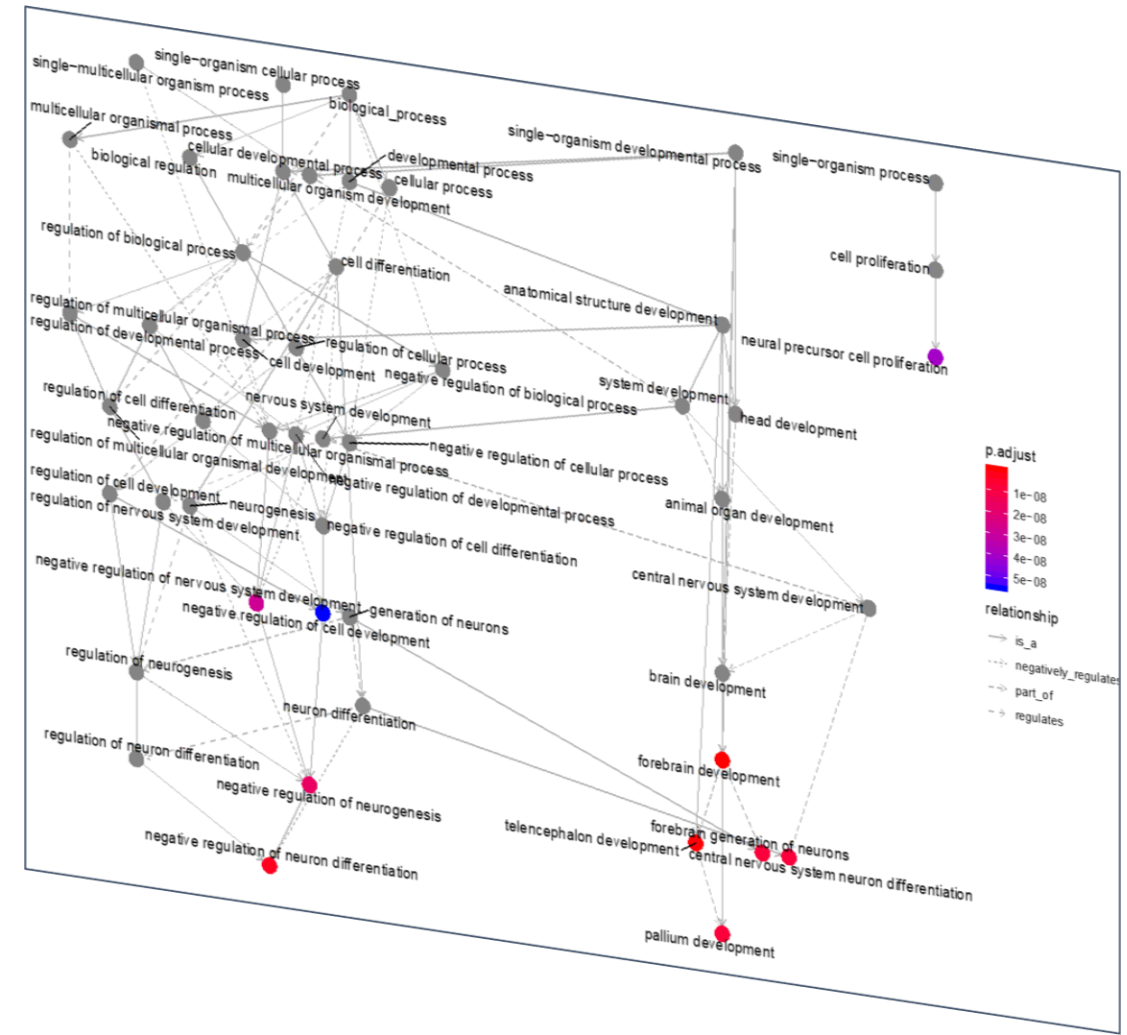 single-organism cellular process
single-multicellular organism process
biological_process
multicellular organismal process
single-organism developmental process
single-organism process
cellular developmental process
developmental process
biological regulation
cellular process
multicellular organism development
regulation of biological process
cell differentiation
cell proliferation
anatomical structure development
regulation of multicellular organismal process
regulation of developmental process
regulation of cellular process
neural precursor cell proliferation
cell development
negative regulation of biological process
system development
regulation of cell differentiation
nervous system development
head development
negative regulation of multicellular organismal process
regulation of multicellular organismal development
negative regulation of cellular process
negative regulation of developmental process
regulation of cell development
neurogenesis
regulation of nervous system development
animal organ development
negative regulation of cell differentiation
negative regulation of nervous system development
central nervous system development
generation of neurons
negative regulation of cell development
regulation of neurogenesis
brain development
neuron differentiation
regulation of neuron differentiation
forebrain development
negative regulation of neurogenesis
forebrain generation of neurons
telencephalon development
central nervous system neuron differentiation
negative regulation of neuron differentiation
pallium development
p.adjust
1e-08
2e-08
3e-08
4e-08
5e-08
relationship
is_a
negatively_regulates
part_of
regulates